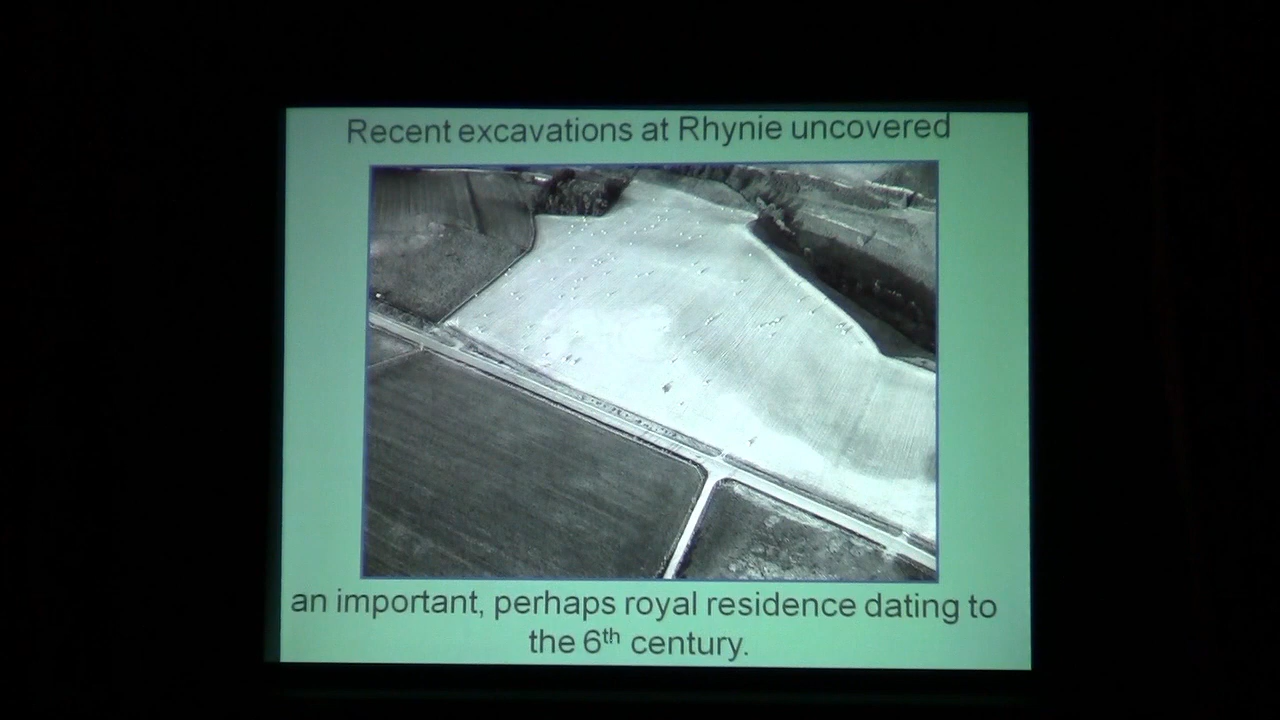 Recent excavations at Rhynie uncovered
an important, perhaps royal residence dating to
the 6th century.